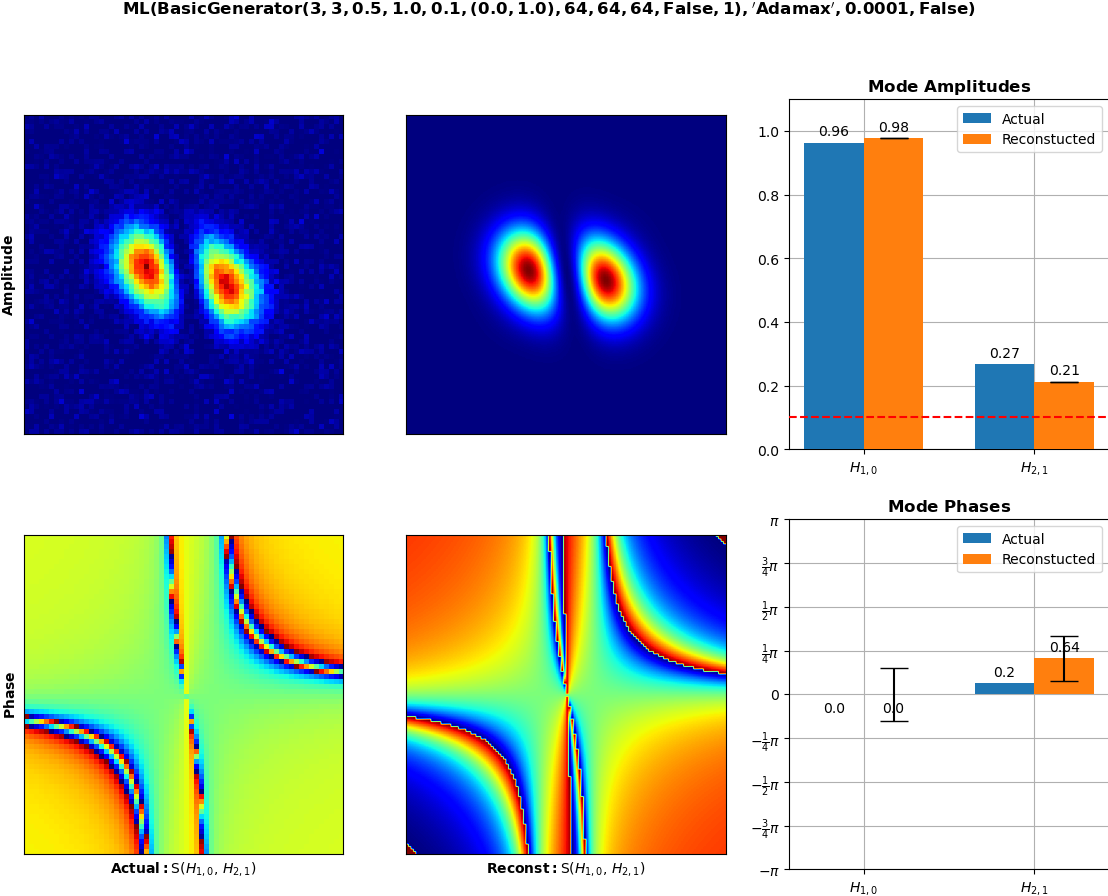 ML(BasicGenerator(3, 3, 0.5, 1.0, 0.1, (0.0, 1.0), 64, 64, 64, False, 1), ′Adamax′, 0.0001, False)
Amplitude
Mode Amplitudes
Actual
Reconstucted
0.96
0.98
0.27
0.21
1.0
0.8
0.6
0.4
0.2
0.0
H1,0
H2,1
Phase
Actual: S(H1,0, H2,1)
Reconst: S(H1,0, H2,1)
Mode Phases
Actual
Reconstucted
π
3/4π
1/2π
1/4π
0
−1/4π
−1/2π
−3/4π
−π
0.0
0.0
0.2
0.64
H1,0
H2,1